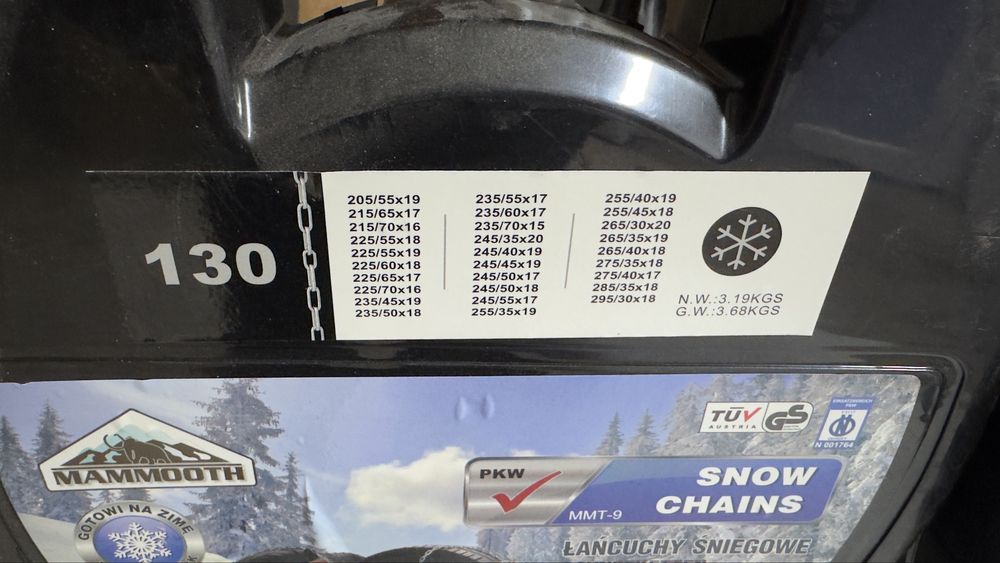 130
205/55x19
215/65x17
215/70x16
225/55x18
225/55x19
225/60x18
225/65x17
225/70x16
235/45x19
235/50x18
235/55x17
235/60x17
235/70x15
245/35x20
245/40x19
245/45x19
245/50x17
245/50x18
245/55x17
255/35x19
255/40x19
255/45x18
265/30x20
265/35x19
265/40x18
275/35x18
275/40x17
285/35x18
295/30x18
N.W.:3.19KGS
G.W.:3.68KGS
MAMMOOTH
GOTOWI NA ZIMĘ
TÜV
AUSTRIA
GS
N 001764
PKW
MMT-9
SNOW
CHAINS
ŁAŃCUCHY ŚNIEGOWE